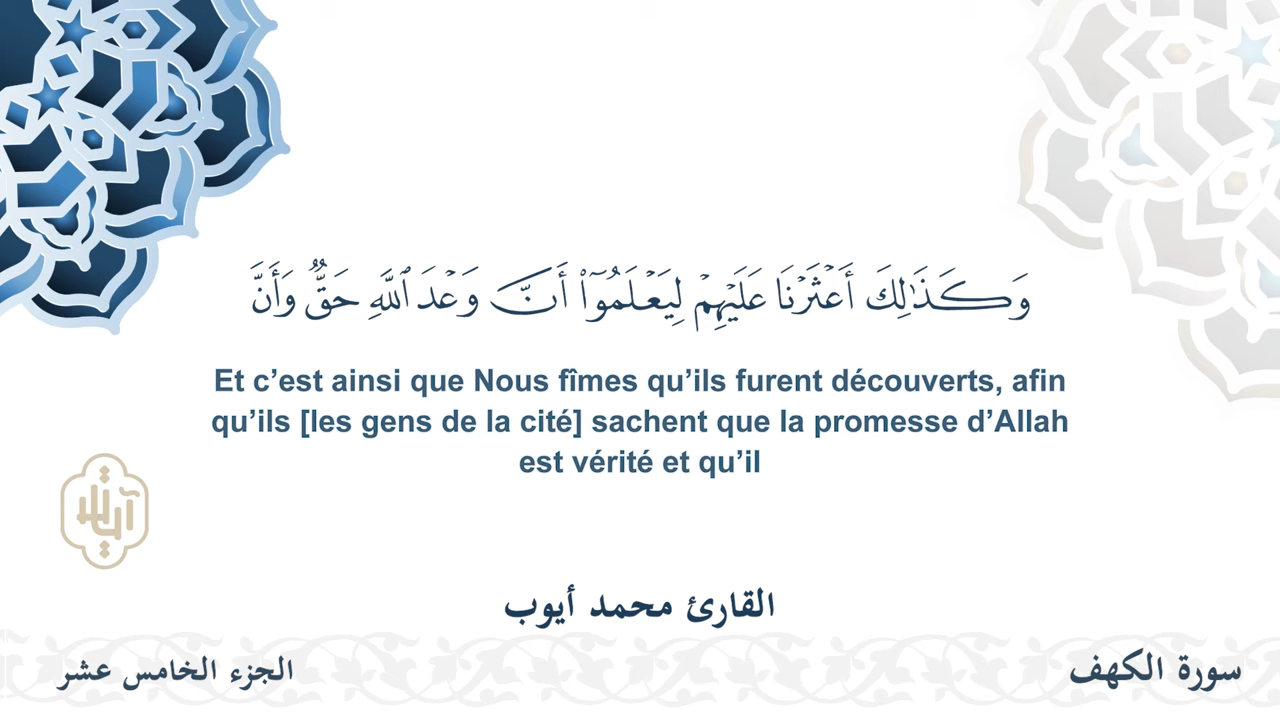 وَكَذَٰلِكَ أَعْثَرْنَا عَلَيْهِمْ لِيَعْلَمُوٓا۟ أَنَّ وَعْدَ ٱللَّهِ حَقٌّ وَأَنَّ
Et c’est ainsi que Nous fîmes qu’ils furent découverts, afin
qu’ils [les gens de la cité] sachent que la promesse d’Allah
est vérité et qu’il
آيات
القارئ محمد أيوب
سورة الكهف
الجزء الخامس عشر